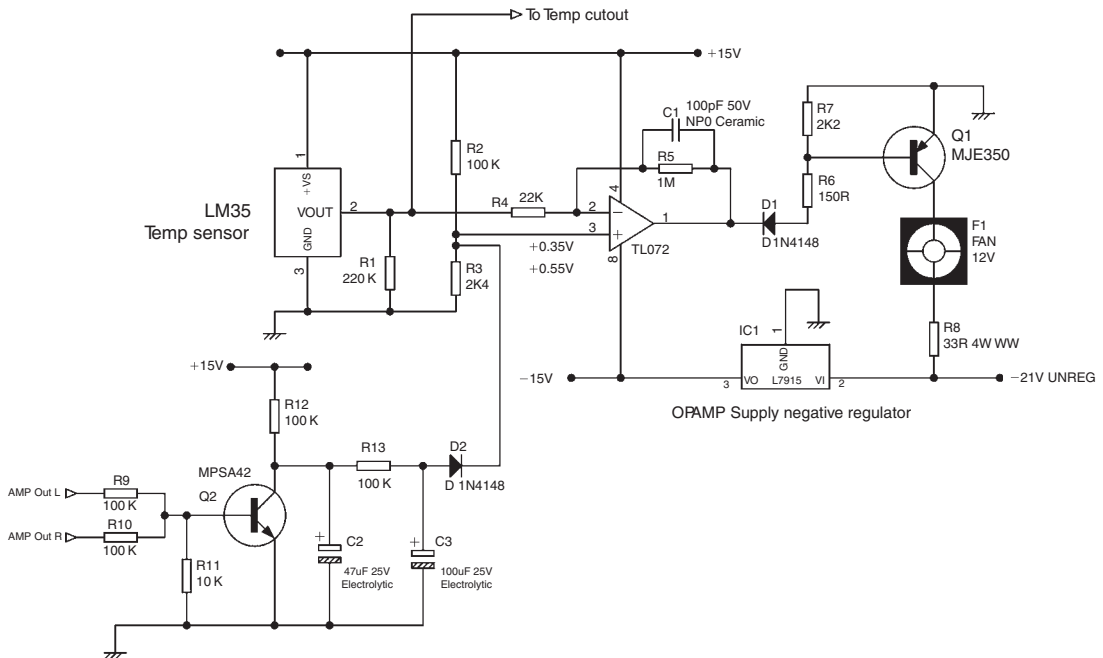 To Temp cutout
+15V
R7
2K2
C1
100pF 50V
NP0 Ceramic
Q1
MJE350
R2
100 K
R5
1M
1
+VS
4
R6
150R
LM35
Temp sensor
VOUT
2
R4
22K
2
−
1
D1
D1N4148
F1
FAN
12V
GND
3
+
TL072
+0.35V
+0.55V
8
3
R1
220 K
R3
2K4
IC1
1
GND
R8
33R 4W WW
+15V
−15V
3
VO
L7915
VI
2
−21V UNREG
OPAMP Supply negative regulator
R12
100 K
R13
100 K
D2
D 1N4148
MPSA42
Q2
AMP Out L
R9
100 K
AMP Out R
R10
100 K
R11
10 K
+
C2
47uF 25V
Electrolytic
+
C3
100uF 25V
Electrolytic